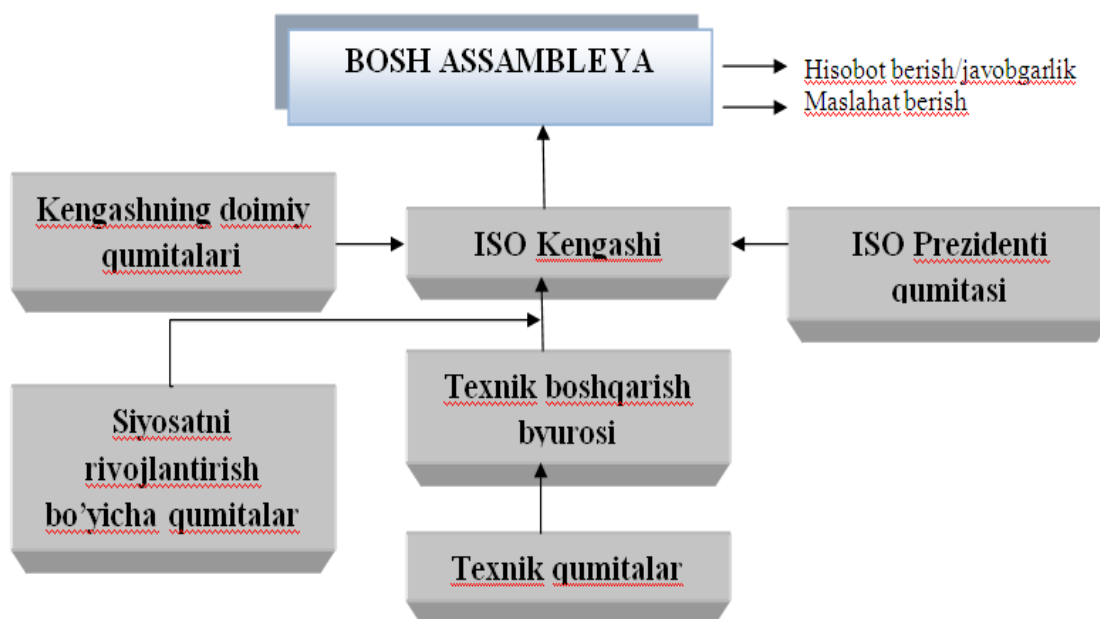 BOSH ASSAMBLEYA
Hisobot berish/javobgarlik
Maslahat berish
Kengashning doimiy
qumitalari
ISO Kengashi
ISO Prezidenti
qumitasi
Siyosatni
rivojlantirish
bo’yicha qumitalar
Texnik boshqarish
byurosi
Texnik qumitalar